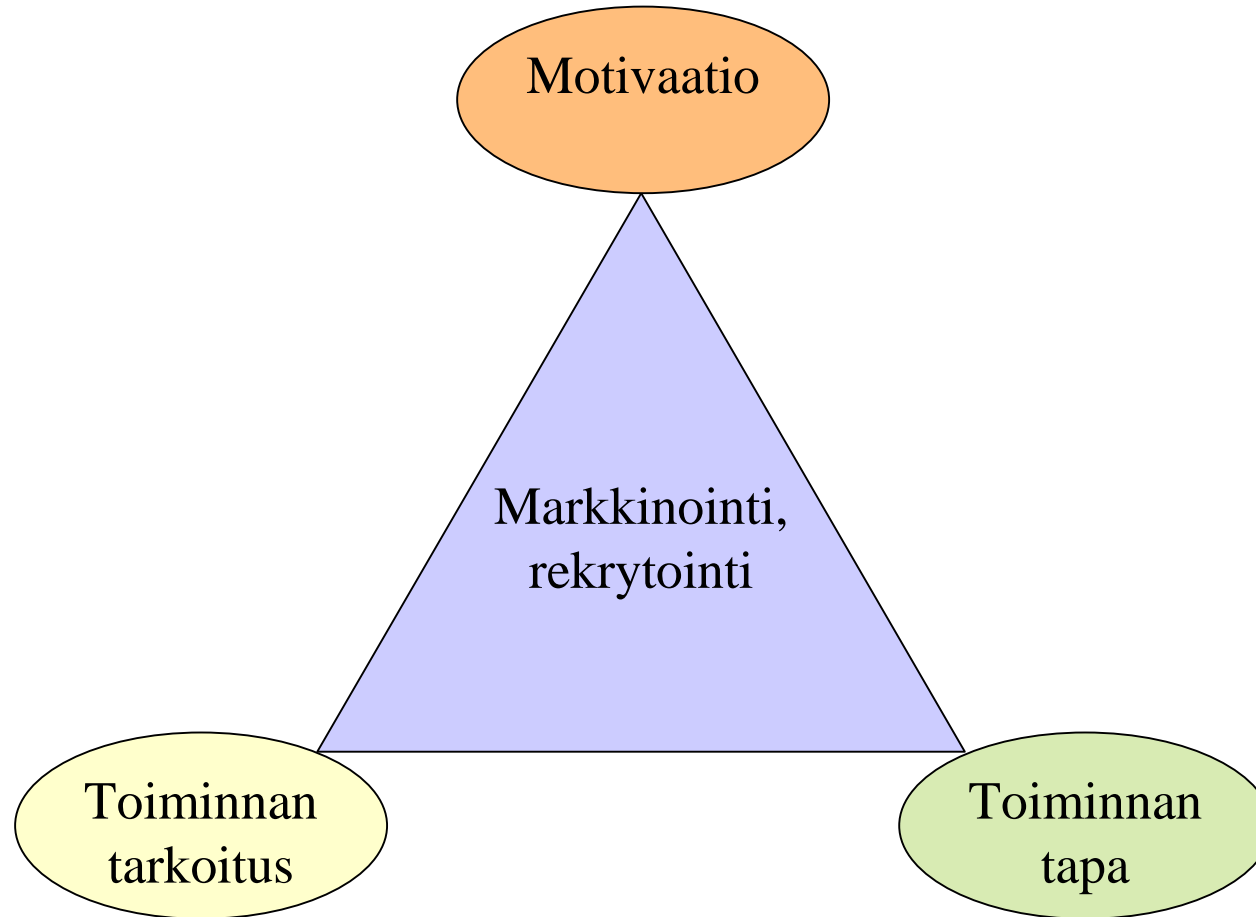 Motivaatio
Markkinointi,
rekrytointi
Toiminnan
tarkoitus
Toiminnan
tapa